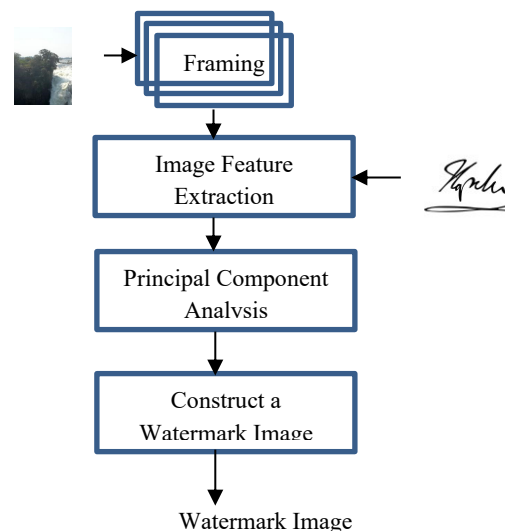 Framing
Image Feature
Extraction
Principal Component
Analysis
Construct a
Watermark Image
Watermark Image